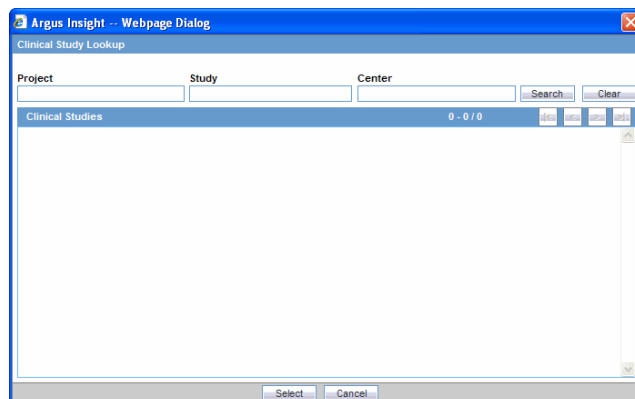 Argus Insight -- Webpage Dialog
Clinical Study Lookup
Project Study Center
Search Clear
Clinical Studies 0 - 0 / 0
Select Cancel